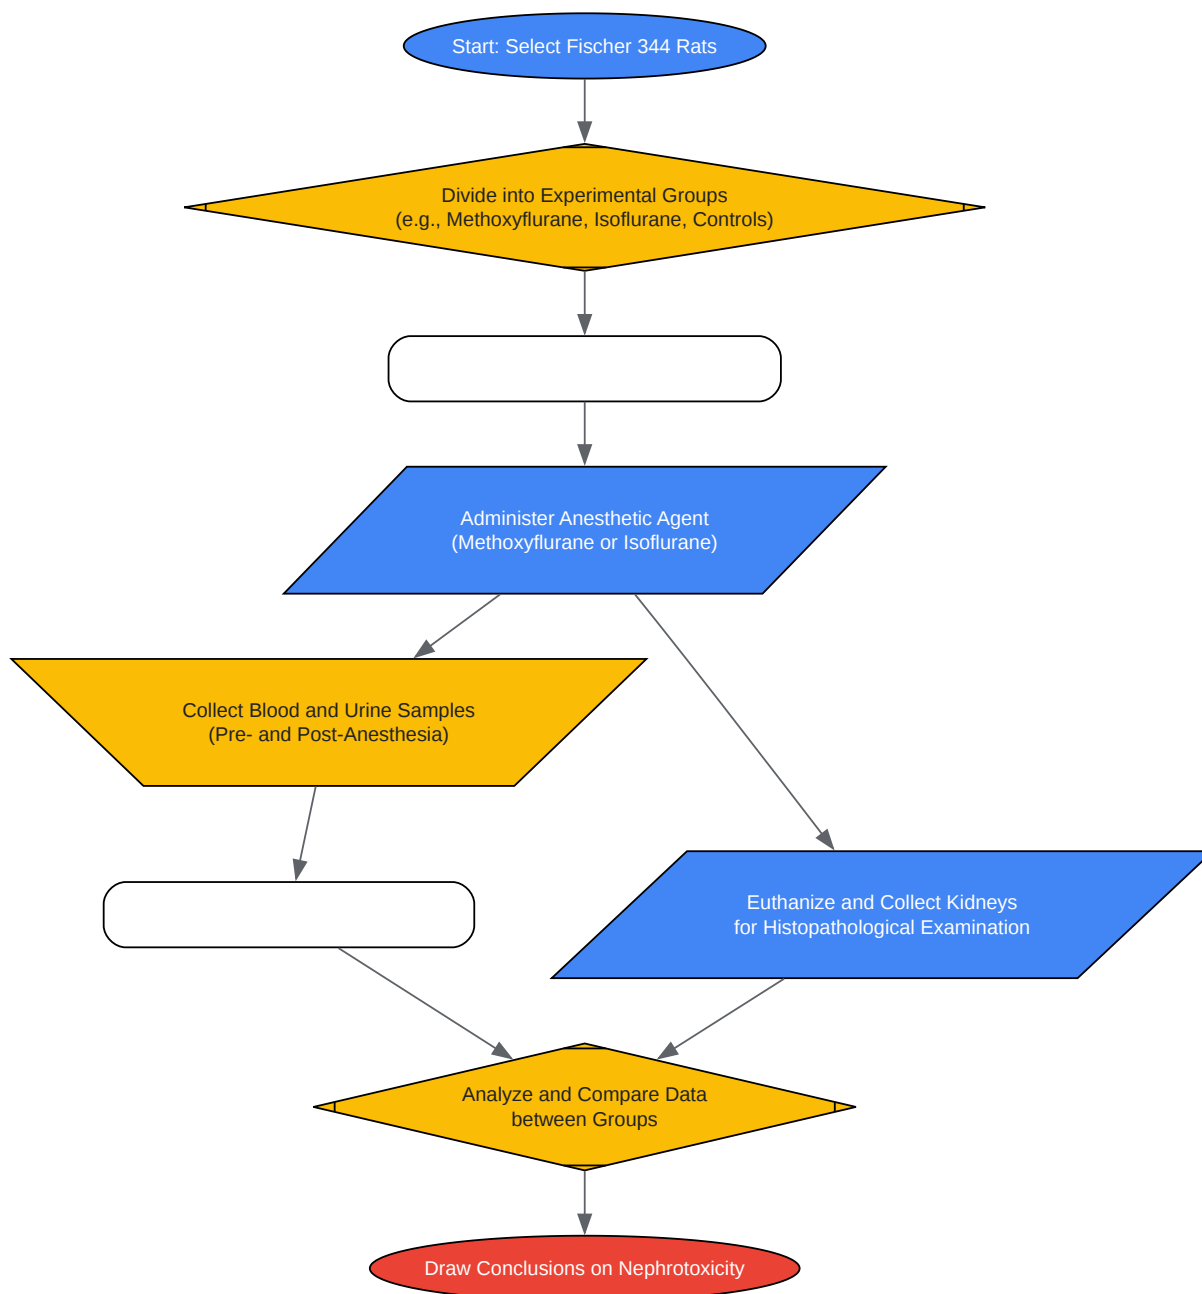 Start: Select Fischer 344 Rats
Divide into Experimental Groups
(e.g., Methoxyflurane, Isoflurane, Controls)
Administer Anesthetic Agent
(Methoxyflurane or Isoflurane)
Collect Blood and Urine Samples
(Pre- and Post-Anesthesia)
Euthanize and Collect Kidneys
for Histopathological Examination
Analyze and Compare Data
between Groups
Draw Conclusions on Nephrotoxicity